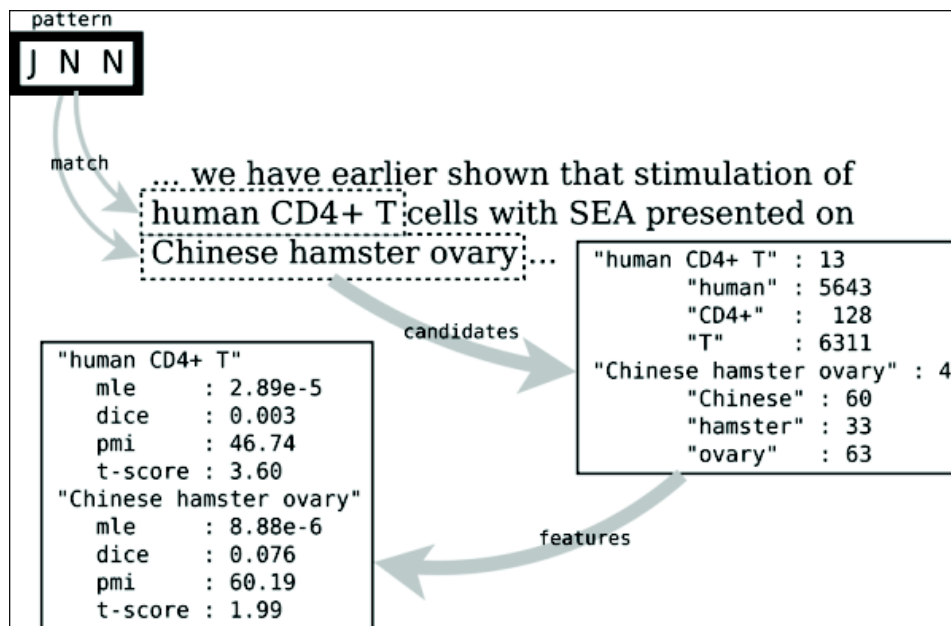 pattern
J N N
match
... we have earlier shown that stimulation of
human CD4+ T cells with SEA presented on
Chinese hamster ovary ...
candidates
"human CD4+ T" : 13
"human" : 5643
"CD4+" : 128
"T" : 6311
"Chinese hamster ovary" : 4
"Chinese" : 60
"hamster" : 33
"ovary" : 63
features
"human CD4+ T"
mle : 2.89e-5
dice : 0.003
pmi : 46.74
t-score : 3.60
"Chinese hamster ovary"
mle : 8.88e-6
dice : 0.076
pmi : 60.19
t-score : 1.99